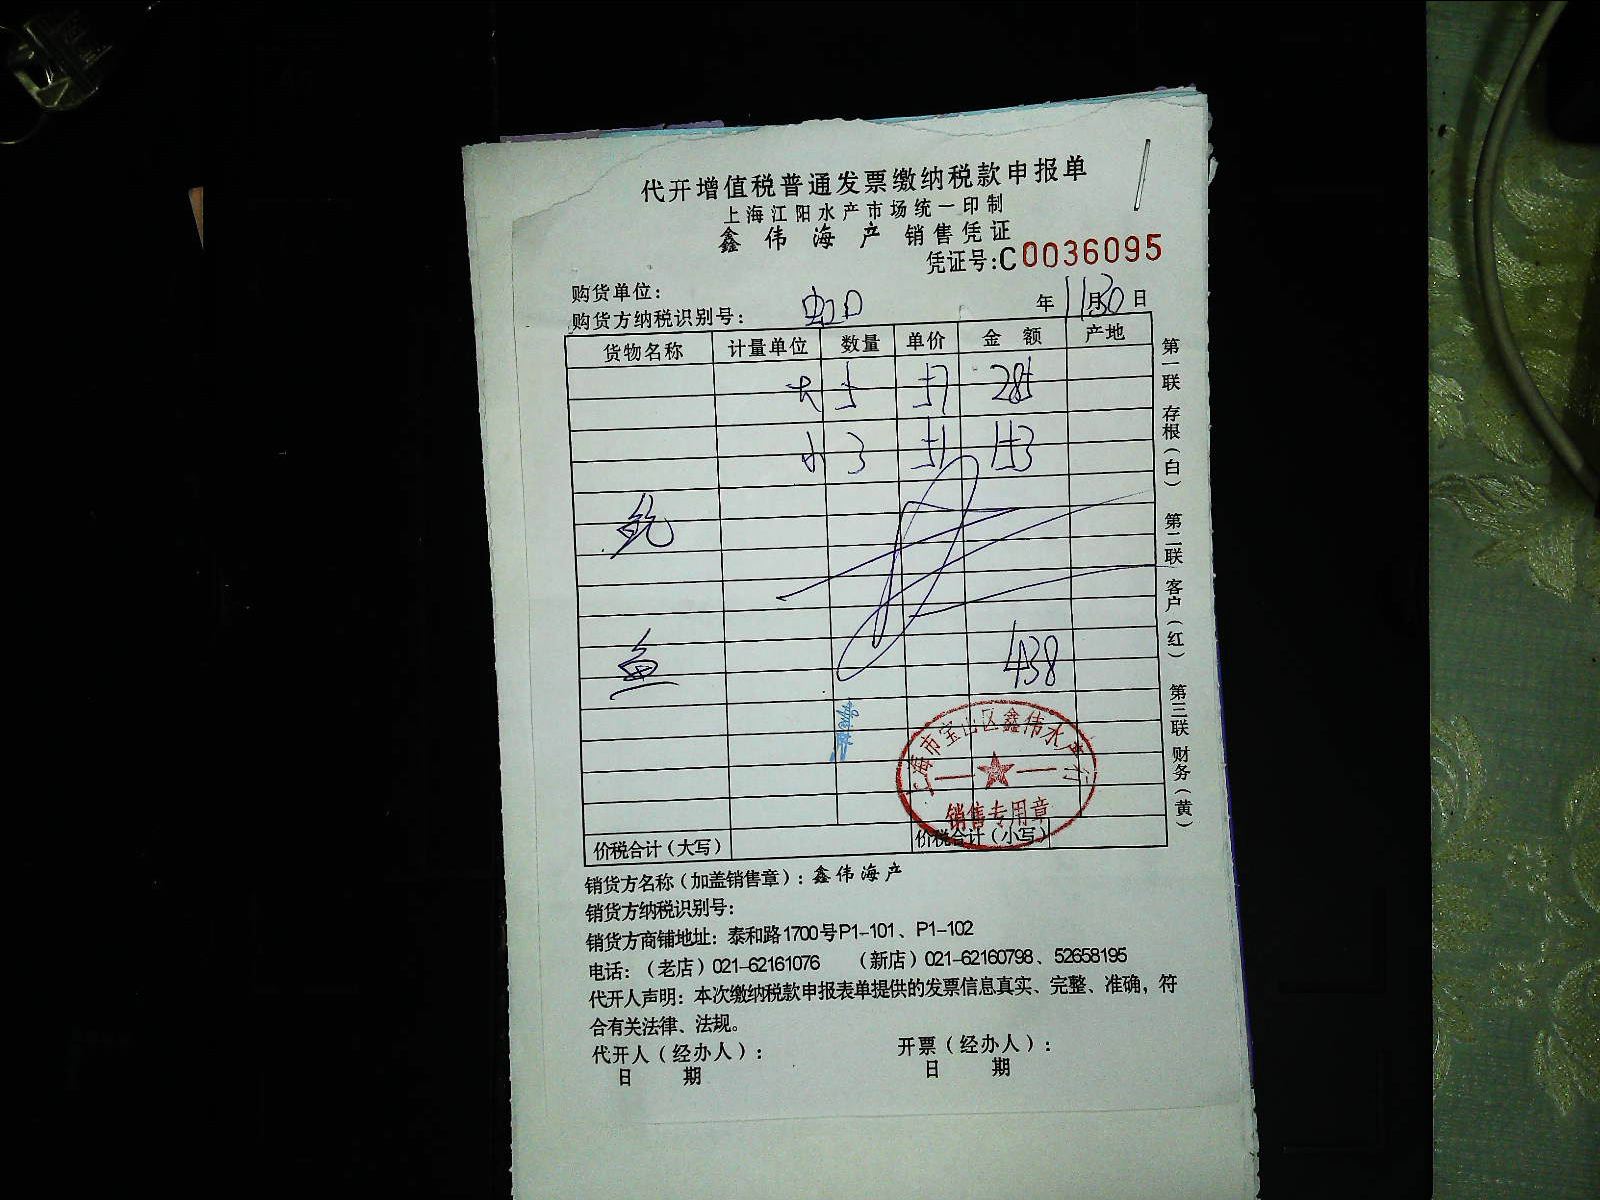 代开增值税普通发票缴纳税款申报单
上海江阳水产市场统一印制
鑫伟海产 销售凭证
凭证号:C0036095
购货单位:
购货方纳税识别号: 虹口 年11月30日
货物名称 计量单位 数量 单价 金额 产地
大 5 57 285
小 3 51 153
鱼
438
上海市宝山区鑫伟水产行
销售专用章
价税合计(大写) 价税合计(小写)
第一联 存根(白) 第二联 客户(红) 第三联 财务(黄)
销货方名称(加盖销售章):鑫伟海产
销货方纳税识别号:
销货方商铺地址:泰和路1700号P1-101、P1-102
电话:(老店)021-62161076 (新店)021-62160798、52658195
代开人声明:本次缴纳税款申报表单提供的发票信息真实、完整、准确,符
合有关法律、法规。
代开人(经办人): 开票(经办人):
日 期 日 期